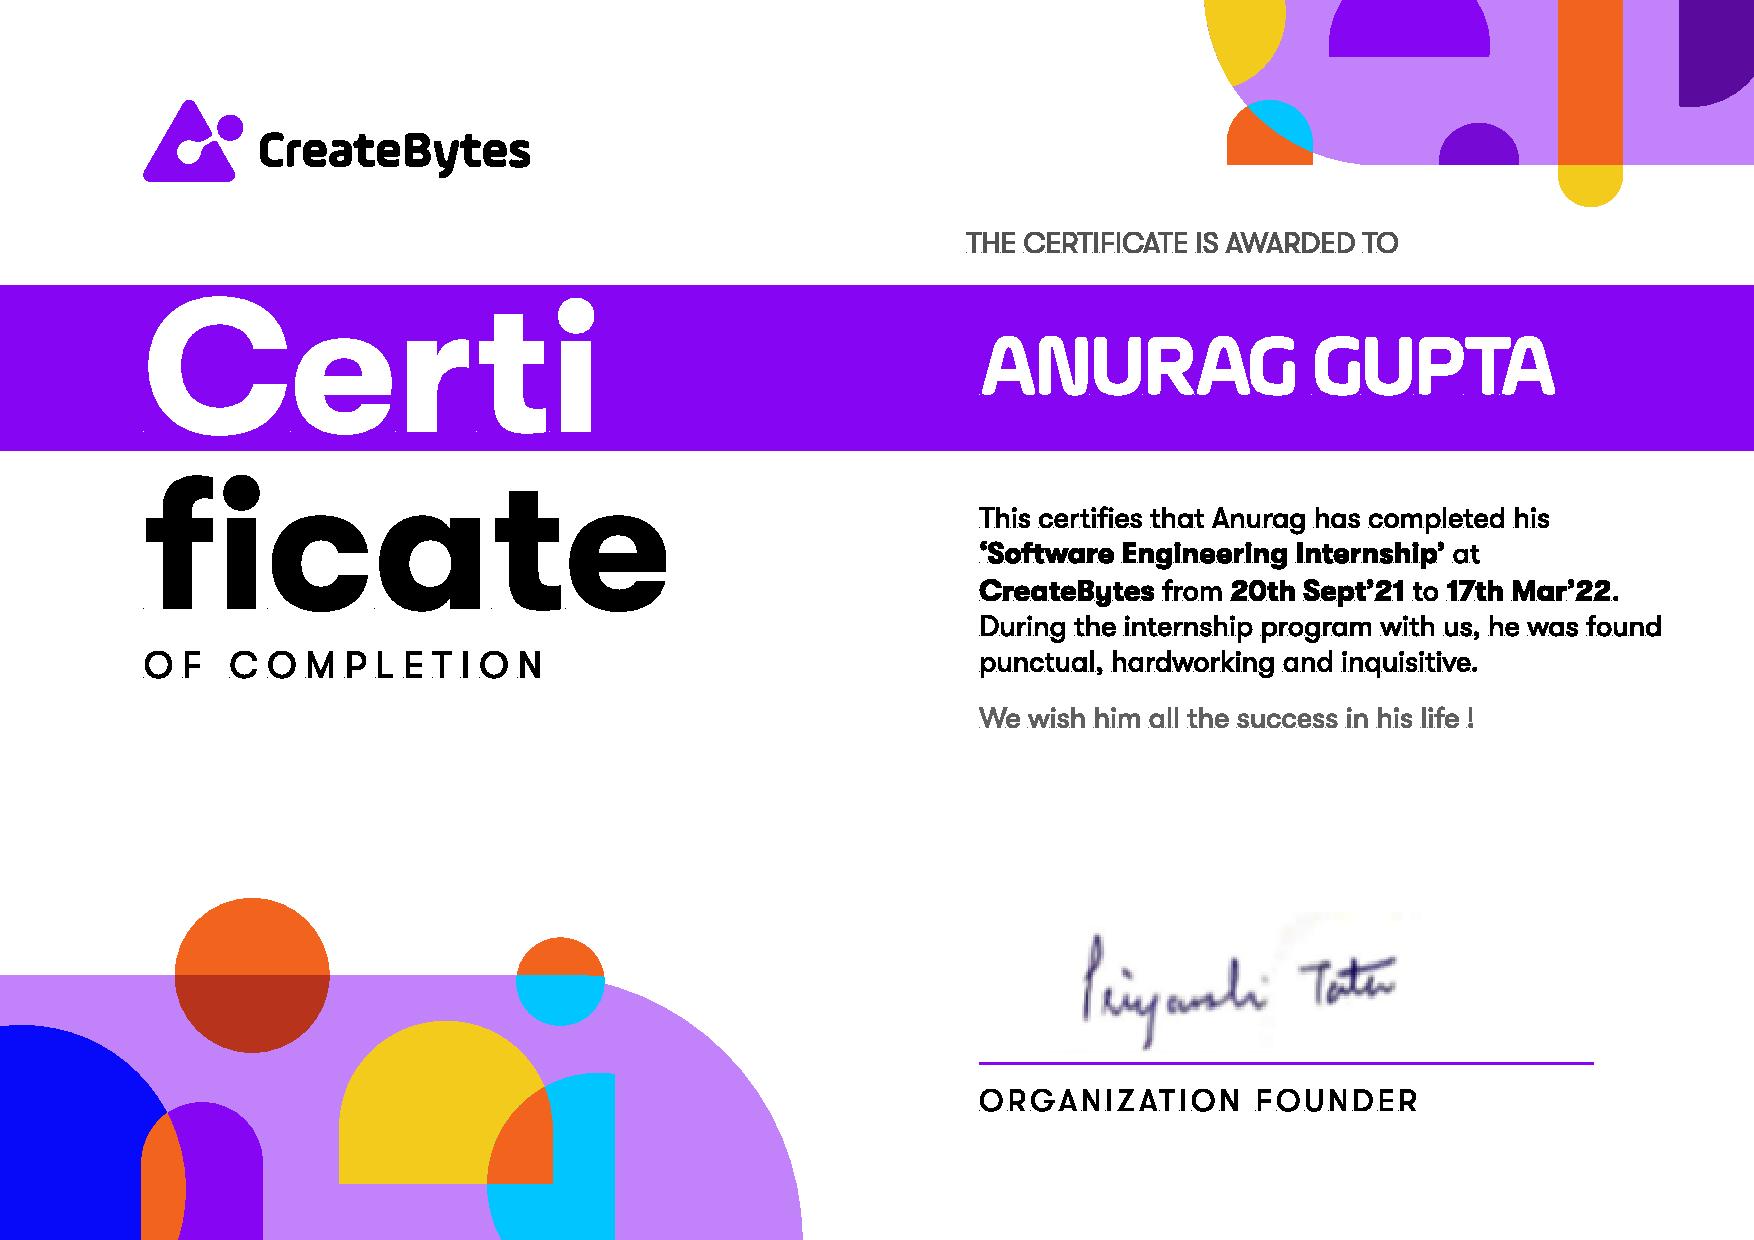 CreateBytes
THE CERTIFICATE IS AWARDED TO
Certi
ficate
OF COMPLETION
ANURAG GUPTA
This certifies that Anurag has completed his
‘Software Engineering Internship’ at
CreateBytes from 20th Sept’21 to 17th Mar’22.
During the internship program with us, he was found
punctual, hardworking and inquisitive.
We wish him all the success in his life !
Priyanshi Tater
ORGANIZATION FOUNDER